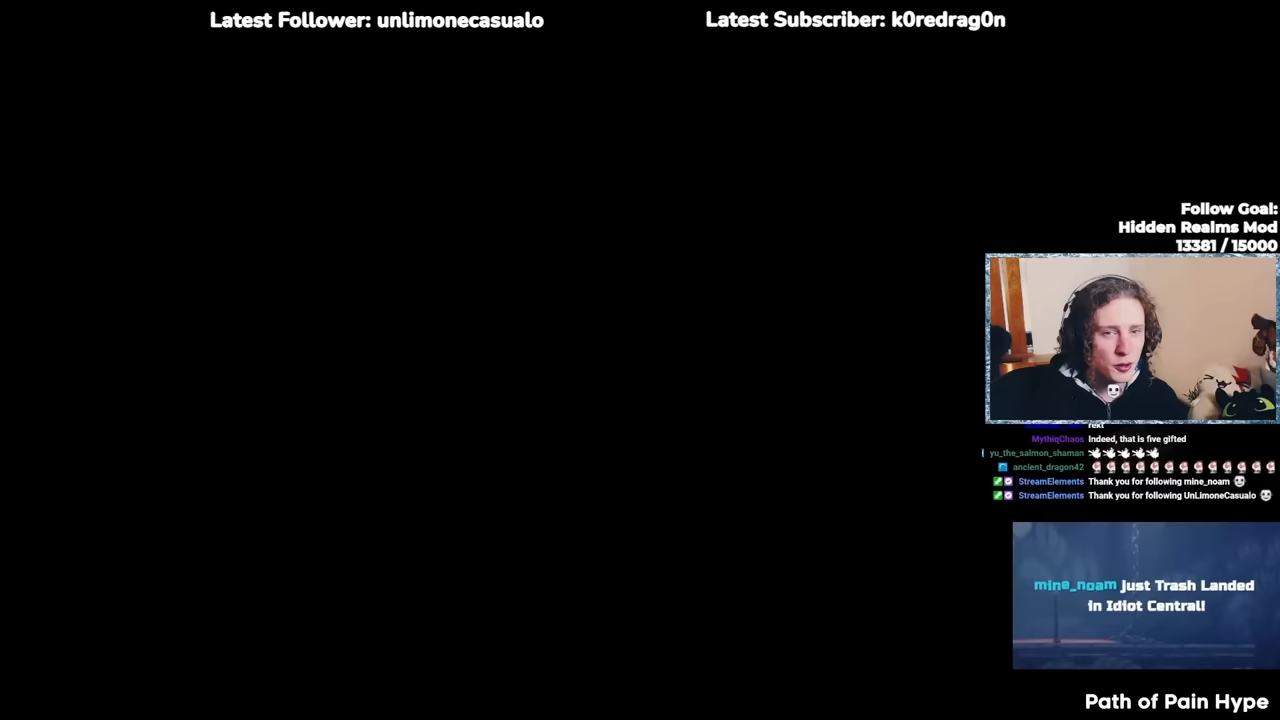 Latest Follower: unlimonecasualo
Latest Subscriber: k0redrag0n
Follow Goal:
Hidden Realms Mod
13381 / 15000
rekt
MythiqChaos Indeed, that is five gifted
yu_the_salmon_shaman
ancient_dragon42
StreamElements Thank you for following mine_noam
StreamElements Thank you for following UnLimoneCasualo
mine_noam just Trash Landed
in Idiot Central!
Path of Pain Hype